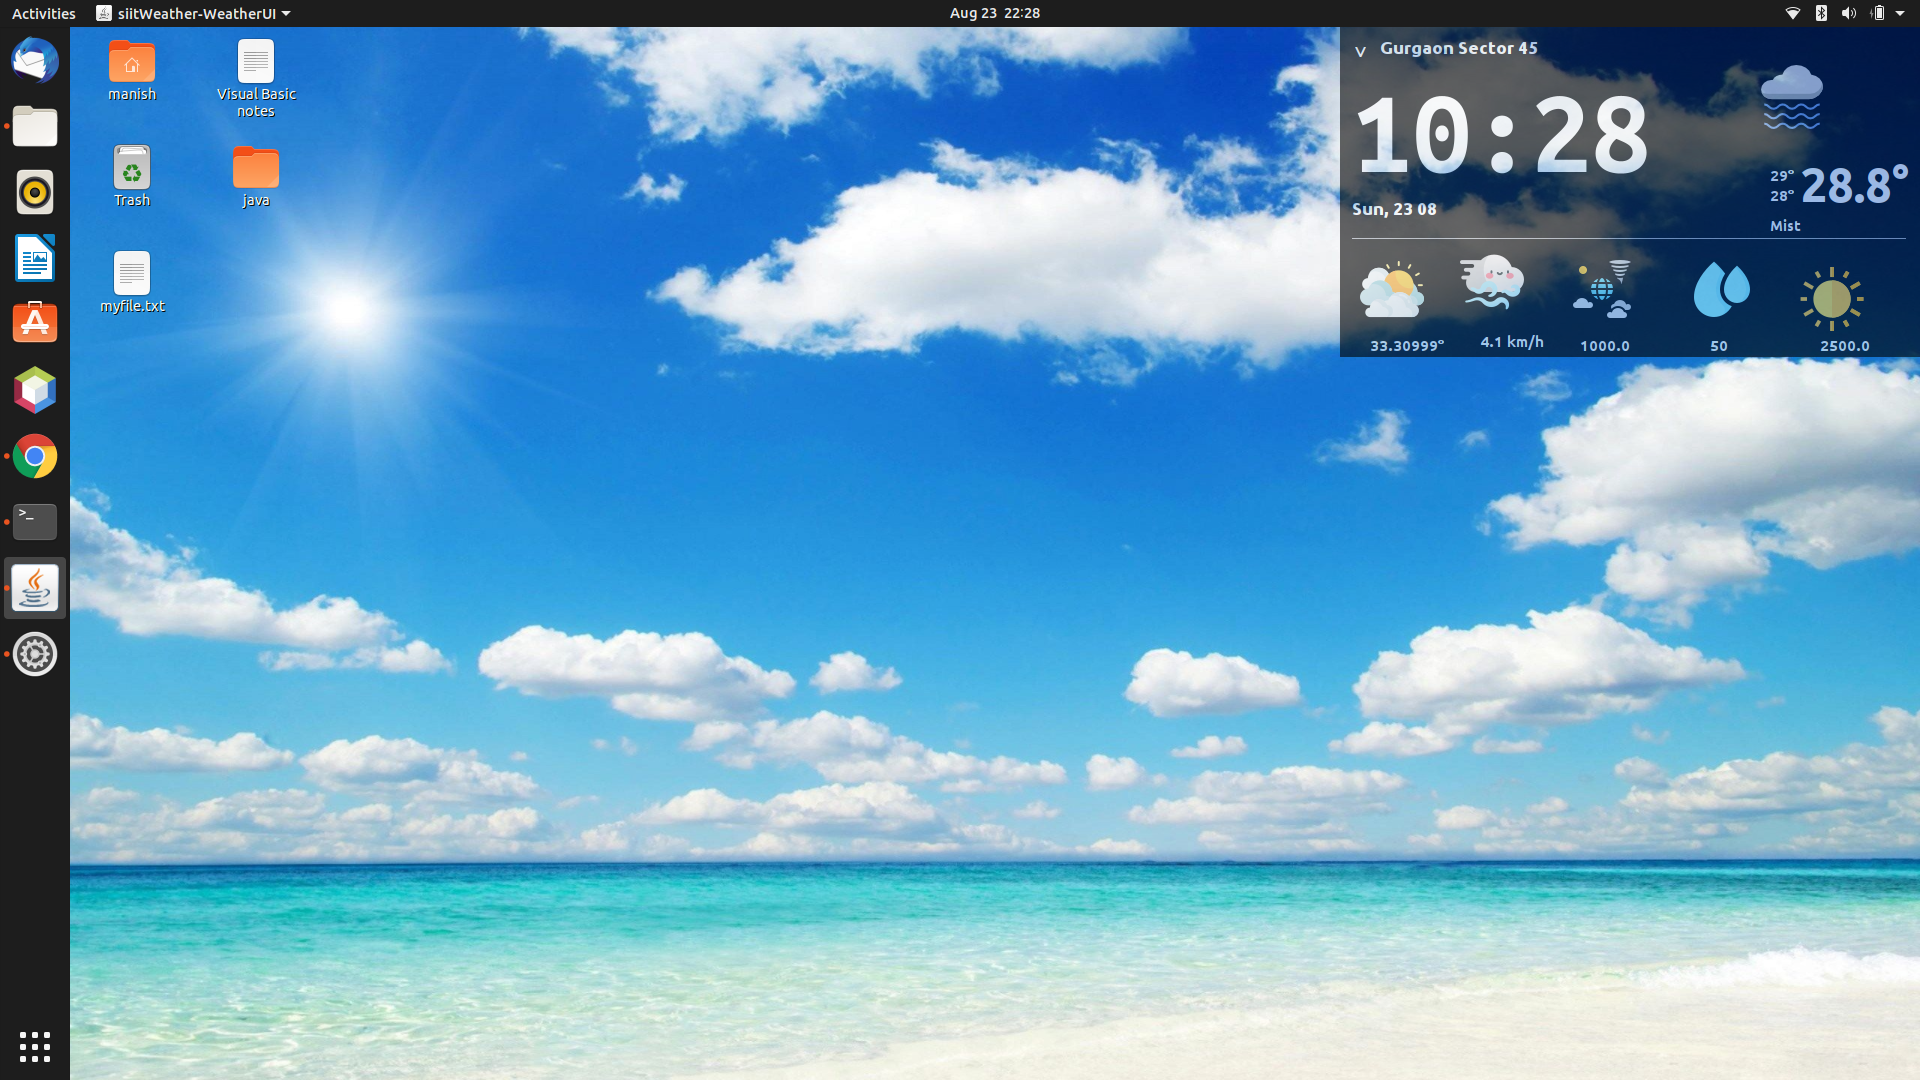 Activities
siitWeather-WeatherUI
Aug 23 22:28
manish
Visual Basic
notes
Trash
java
myfile.txt
>_
v Gurgaon Sector 45
10:28
Sun, 23 08
29°
28°
28.8°
Mist
33.30999°
4.1 km/h
1000.0
50
2500.0